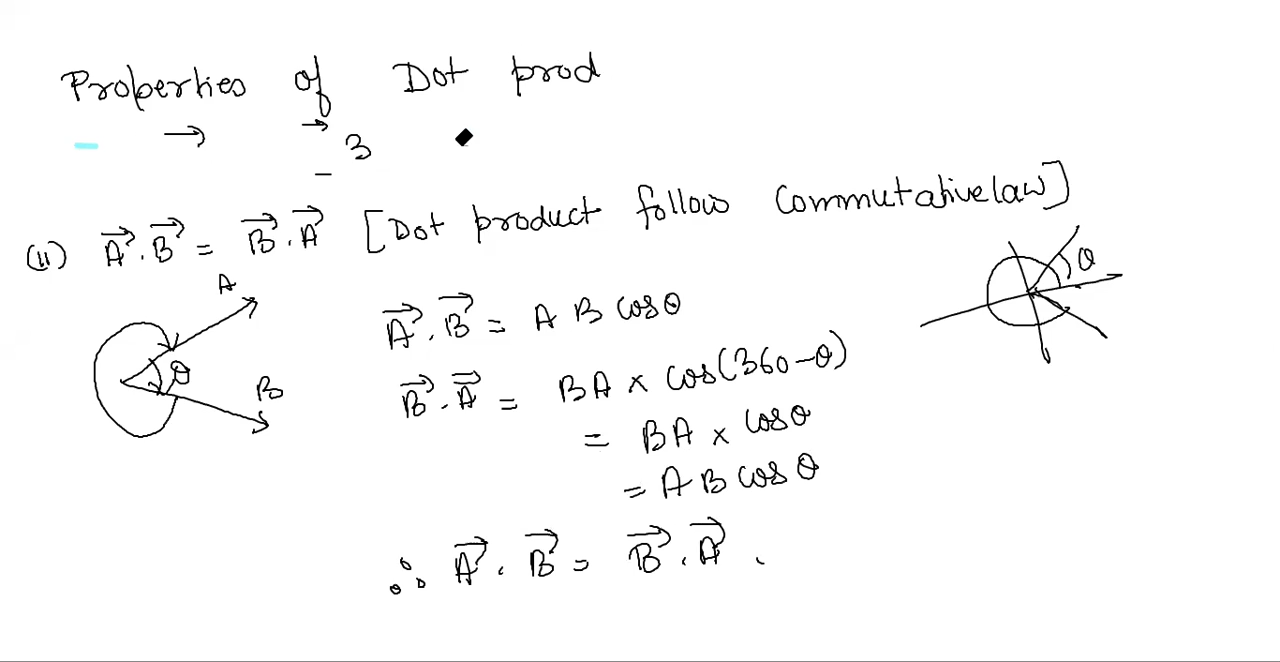 Properties of Dot prod
→ → 3
(ii) A⃗.B⃗ = B⃗.A⃗ [Dot product follow commutative law]
A
θ
B
θ
A⃗.B⃗ = A B cosθ
B⃗.A⃗ = BA × cos(360-θ)
= BA × cosθ
= AB cosθ
∴ A⃗.B⃗ = B⃗.A⃗.